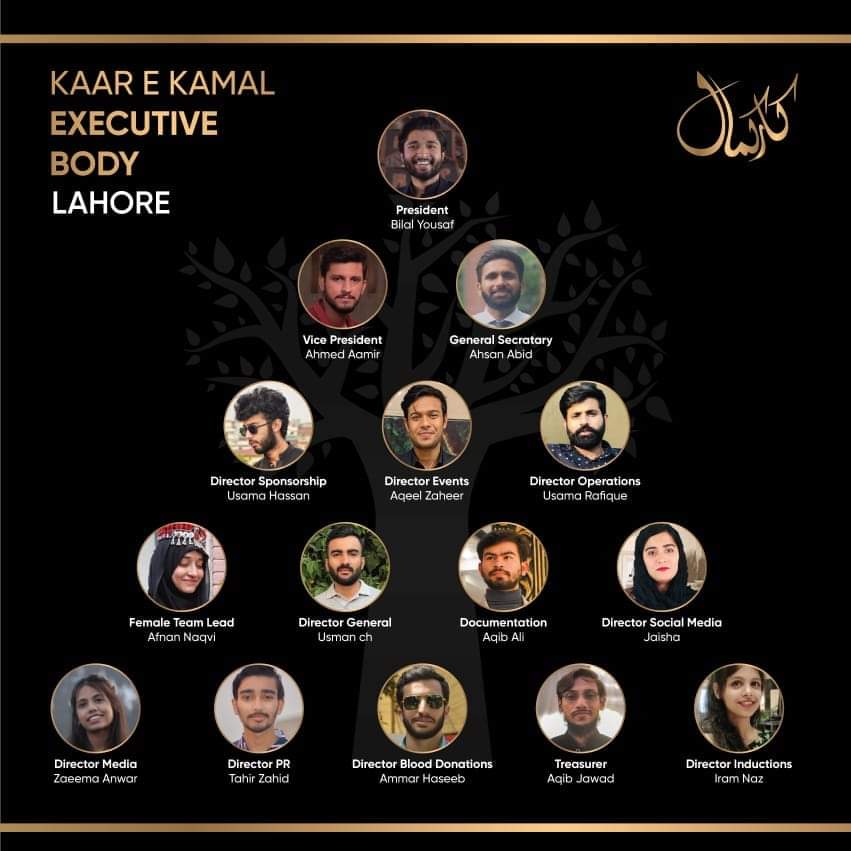 KAAR E KAMAL
EXECUTIVE
BODY
LAHORE
کار کمال
President
Bilal Yousaf
Vice President
Ahmed Aamir
General Secratary
Ahsan Abid
Director Sponsorship
Usama Hassan
Director Events
Aqeel Zaheer
Director Operations
Usama Rafique
Female Team Lead
Afnan Naqvi
Director General
Usman ch
Documentation
Aqib Ali
Director Social Media
Jaisha
Director Media
Zaeema Anwar
Director PR
Tahir Zahid
Director Blood Donations
Ammar Haseeb
Treasurer
Aqib Jawad
Director Inductions
Iram Naz